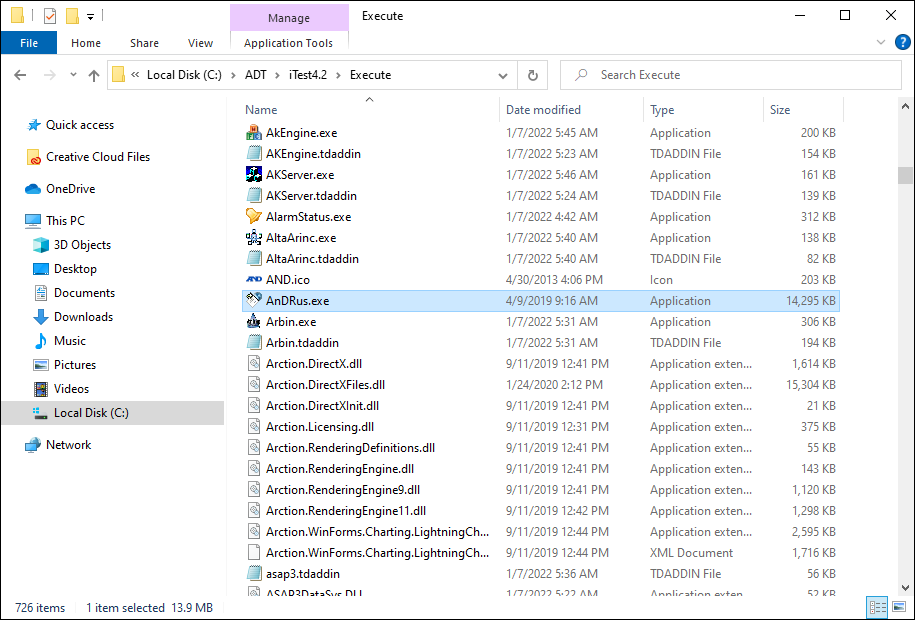 Manage Execute
File Home Share View Application Tools
« Local Disk (C:) › ADT › iTest4.2 › Execute Search Execute
Quick access
Creative Cloud Files
OneDrive
This PC
3D Objects
Desktop
Documents
Downloads
Music
Pictures
Videos
Local Disk (C:)
Network
Name Date modified Type Size
AkEngine.exe 1/7/2022 5:45 AM Application 200 KB
AKEngine.tdaddin 1/7/2022 5:23 AM TDADDIN File 154 KB
AKServer.exe 1/7/2022 5:46 AM Application 161 KB
AKServer.tdaddin 1/7/2022 5:24 AM TDADDIN File 139 KB
AlarmStatus.exe 1/7/2022 4:42 AM Application 312 KB
AltaArinc.exe 1/7/2022 5:40 AM Application 138 KB
AltaArinc.tdaddin 1/7/2022 5:40 AM TDADDIN File 82 KB
AND AND.ico 4/30/2013 4:06 PM Icon 203 KB
AnDRus.exe 4/9/2019 9:16 AM Application 14,295 KB
Arbin.exe 1/7/2022 5:31 AM Application 306 KB
Arbin.tdaddin 1/7/2022 5:31 AM TDADDIN File 194 KB
Arction.DirectX.dll 9/11/2019 12:41 PM Application exten... 1,614 KB
Arction.DirectXFiles.dll 1/24/2020 2:12 PM Application exten... 15,304 KB
Arction.DirectXInit.dll 9/11/2019 12:41 PM Application exten... 21 KB
Arction.Licensing.dll 9/11/2019 12:31 PM Application exten... 375 KB
Arction.RenderingDefinitions.dll 9/11/2019 12:41 PM Application exten... 55 KB
Arction.RenderingEngine.dll 9/11/2019 12:41 PM Application exten... 143 KB
Arction.RenderingEngine9.dll 9/11/2019 12:41 PM Application exten... 1,120 KB
Arction.RenderingEngine11.dll 9/11/2019 12:42 PM Application exten... 1,298 KB
Arction.WinForms.Charting.LightningCh... 9/11/2019 12:44 PM Application exten... 2,595 KB
Arction.WinForms.Charting.LightningCh... 9/11/2019 12:44 PM XML Document 1,716 KB
asap3.tdaddin 1/7/2022 5:36 AM TDADDIN File 56 KB
ASAP3DataSys.DLL 1/7/2022 5:22 AM Application exten... 52 KB
726 items 1 item selected 13.9 MB